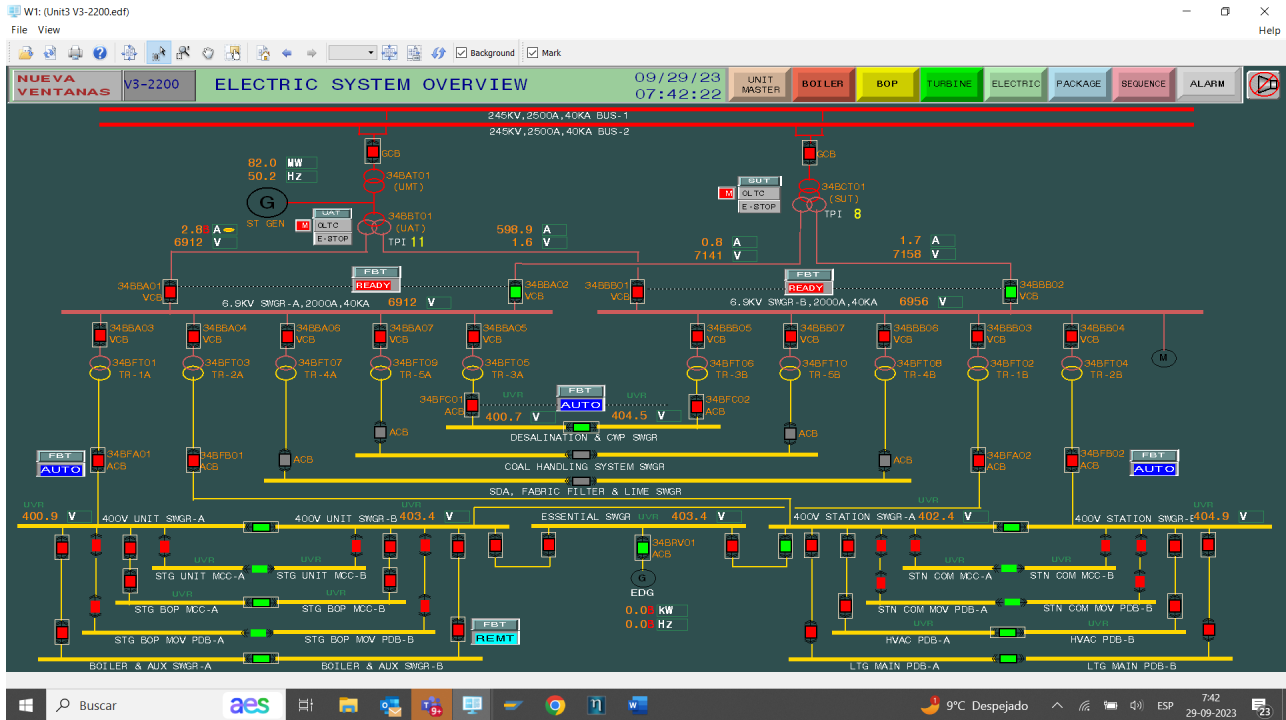 W1: (Unit3 V3-2200.edf)
File View Help
Background Mark
NUEVA VENTANAS V3-2200 ELECTRIC SYSTEM OVERVIEW 09/29/23 07:42:22 UNIT MASTER BOILER BOP TURBINE ELECTRIC PACKAGE SEQUENCE ALARM
245KV,2500A,40KA BUS-1
245KV,2500A,40KA BUS-2
GCB GCB
82.0 MW
50.2 Hz
34BAT01 (UMT)
G
ST GEN
UAT
OLTC
E-STOP
M
34BBT01 (UAT)
TPI 11
SUT
OLTC
E-STOP
M
34BCT01 (SUT)
TPI 8
2.8 A
6912 V
598.9 A
1.6 V
0.8 A
7141 V
1.7 A
7158 V
34BBA01 VCB
FBT READY
34BBA02 VCB
34BBB01 VCB
FBT READY
34BBB02 VCB
6.9KV SWGR-A,2000A,40KA 6912 V
6.9KV SWGR-B,2000A,40KA 6956 V
34BBA03 VCB 34BBA04 VCB 34BBA06 VCB 34BBA07 VCB 34BBA05 VCB 34BBB05 VCB 34BBB07 VCB 34BBB06 VCB 34BBB03 VCB 34BBB04 VCB
M
34BFT01 TR-1A 34BFT03 TR-2A 34BFT07 TR-4A 34BFT09 TR-5A 34BFT05 TR-3A 34BFT06 TR-3B 34BFT10 TR-5B 34BFT08 TR-4B 34BFT02 TR-1B 34BFT04 TR-2B
34BFC01 ACB
UVR
400.7 V
FBT AUTO
UVR
404.5 V
34BFC02 ACB
DESALINATION & CWP SWGR
ACB ACB
COAL HANDLING SYSTEM SWGR
FBT AUTO
34BFA01 ACB 34BFB01 ACB ACB ACB 34BFA02 ACB 34BFB02 ACB
FBT AUTO
SDA, FABRIC FILTER & LIME SWGR
UVR
400.9 V
400V UNIT SWGR-A
400V UNIT SWGR-B
UVR
403.4 V
ESSENTIAL SWGR UVR 403.4 V
400V STATION SWGR-A
UVR
402.4 V
400V STATION SWGR-
UVR
404.9 V
34BRV01 ACB
G
EDG
0.0 kW
0.0 Hz
UVR
STG UNIT MCC-A STG UNIT MCC-B
STG BOP MCC-A STG BOP MCC-B
UVR
STG BOP MOV PDB-A STG BOP MOV PDB-B
FBT REMT
BOILER & AUX SWGR-A BOILER & AUX SWGR-B
UVR
STN COM MCC-A STN COM MCC-B
STN COM MOV PDB-A STN COM MOV PDB-B
UVR
HVAC PDB-A HVAC PDB-B
UVR
LTG MAIN PDB-A LTG MAIN PDB-B
Buscar aes 9+ 9°C Despejado ESP 7:42 29-09-2023 23